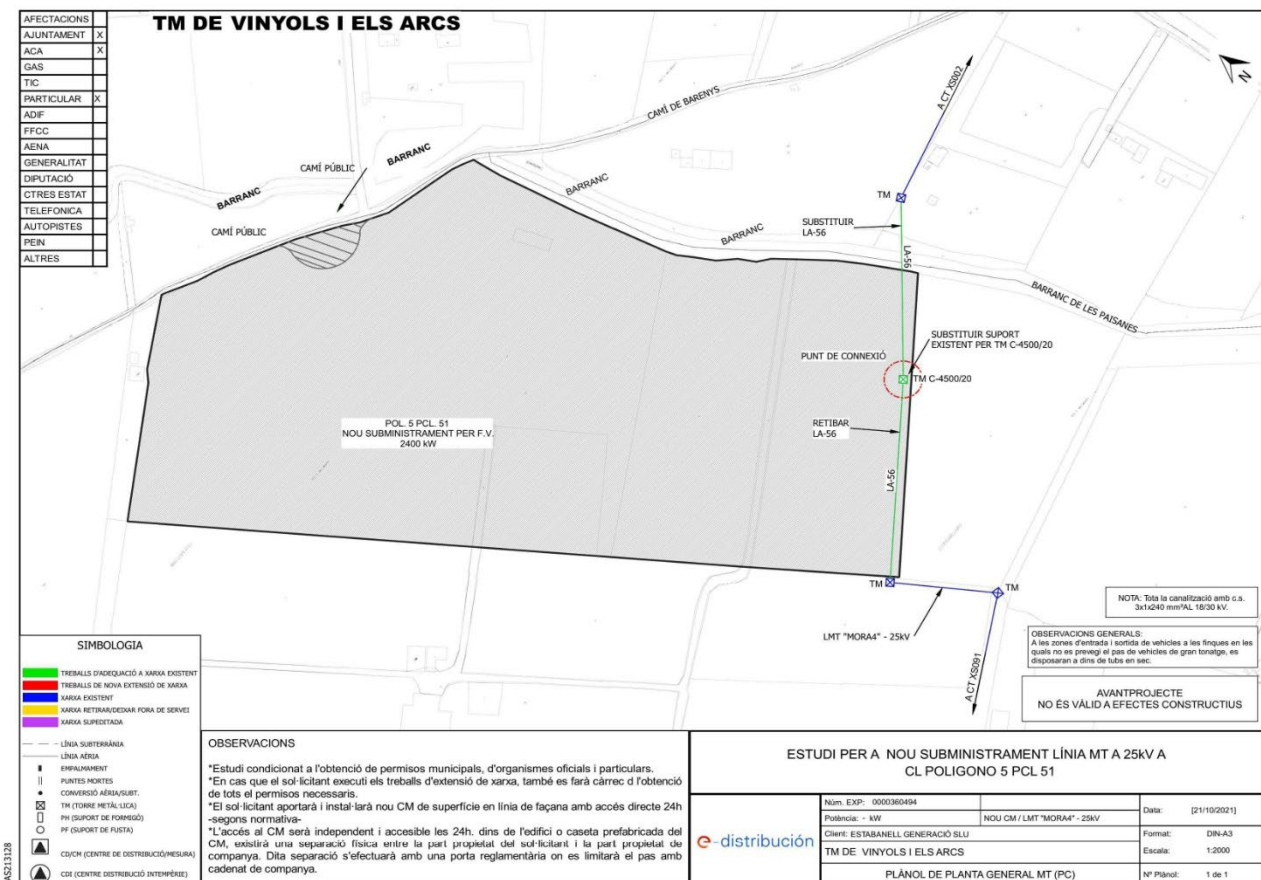 AFECTACIONS
AJUNTAMENT X
ACA X
GAS
TIC
PARTICULAR X
ADIF
FFCC
AENA
GENERALITAT
DIPUTACIÓ
CTRES ESTAT
TELEFONICA
AUTOPISTES
PEIN
ALTRES
TM DE VINYOLS I ELS ARCS
N
A CT XS002
CAMÍ DE BARENYS
CAMÍ PÚBLIC
BARRANC
BARRANC
CAMÍ PÚBLIC
BARRANC
BARRANC
TM
SUBSTITUIR
LA-56
LA-56
BARRANC DE LES PAISANES
SUBSTITUIR SUPORT
EXISTENT PER TM C-4500/20
PUNT DE CONNEXIÓ
TM C-4500/20
POL. 5 PCL. 51
NOU SUBMINISTRAMENT PER F.V.
2400 kW
RETIBAR
LA-56
LA-56
TM
TM
LMT "MORA4" - 25kV
A CT XS091
NOTA: Tota la canalització amb c.s.
3x1x240 mm²AL 18/30 kV.
OBSERVACIONS GENERALS:
A les zones d'entrada i sortida de vehicles a les finques en les
quals no es prevegi el pas de vehicles de gran tonatge, es
disposaran a dins de tubs en sec.
AVANTPROJECTE
NO ÉS VÀLID A EFECTES CONSTRUCTIUS
SIMBOLOGIA
TREBALLS D'ADEQUACIÓ A XARXA EXISTENT
TREBALLS DE NOVA EXTENSIÓ DE XARXA
XARXA EXISTENT
XARXA RETIRAR/DEIXAR FORA DE SERVEI
XARXA SUPEDITADA
LÍNIA SUBTERRÀNIA
LÍNIA AÈRIA
EMPALMAMENT
PUNTES MORTES
CONVERSIÓ AÈRIA/SUBT.
TM (TORRE METÀL·LICA)
PH (SUPORT DE FORMIGÓ)
PF (SUPORT DE FUSTA)
CD/CM (CENTRE DE DISTRIBUCIÓ/MESURA)
CDI (CENTRE DISTRIBUCIÓ INTEMPÈRIE)
AS213128
OBSERVACIONS
*Estudi condicionat a l'obtenció de permisos municipals, d'organismes oficials i particulars.
*En cas que el sol·licitant executi els treballs d'extensió de xarxa, també es farà càrrec d l'obtenció
de tots el permisos necessaris.
*El sol·licitant aportarà i instal·larà nou CM de superfície en línia de façana amb accés directe 24h
-segons normativa-
*L'accés al CM serà independent i accesible les 24h. dins de l'edifici o caseta prefabricada del
CM, existirà una separació física entre la part propietat del sol·licitant i la part propietat de
companya. Dita separació s'efectuarà amb una porta reglamentària on es limitarà el pas amb
cadenat de companya.
ESTUDI PER A NOU SUBMINISTRAMENT LÍNIA MT A 25kV A
CL POLIGONO 5 PCL 51
e-distribución
Núm. EXP: 0000360494
Potència: - kW
NOU CM / LMT "MORA4" - 25kV
Data: [21/10/2021]
Client: ESTABANELL GENERACIÓ SLU
Format: DIN-A3
TM DE VINYOLS I ELS ARCS
Escala: 1:2000
PLÀNOL DE PLANTA GENERAL MT (PC)
Nº Plànol: 1 de 1